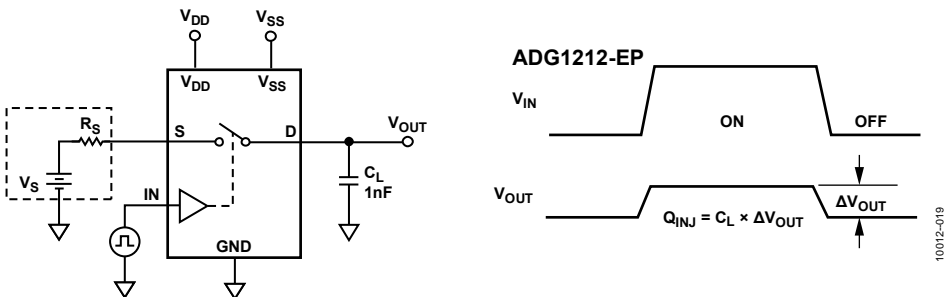 VDD
VSS
VDD
VSS
RS
S
D
VOUT
VS
IN
CL
1nF
GND
ADG1212-EP
VIN
ON
OFF
VOUT
QINJ = CL × ΔVOUT
ΔVOUT
10012-019